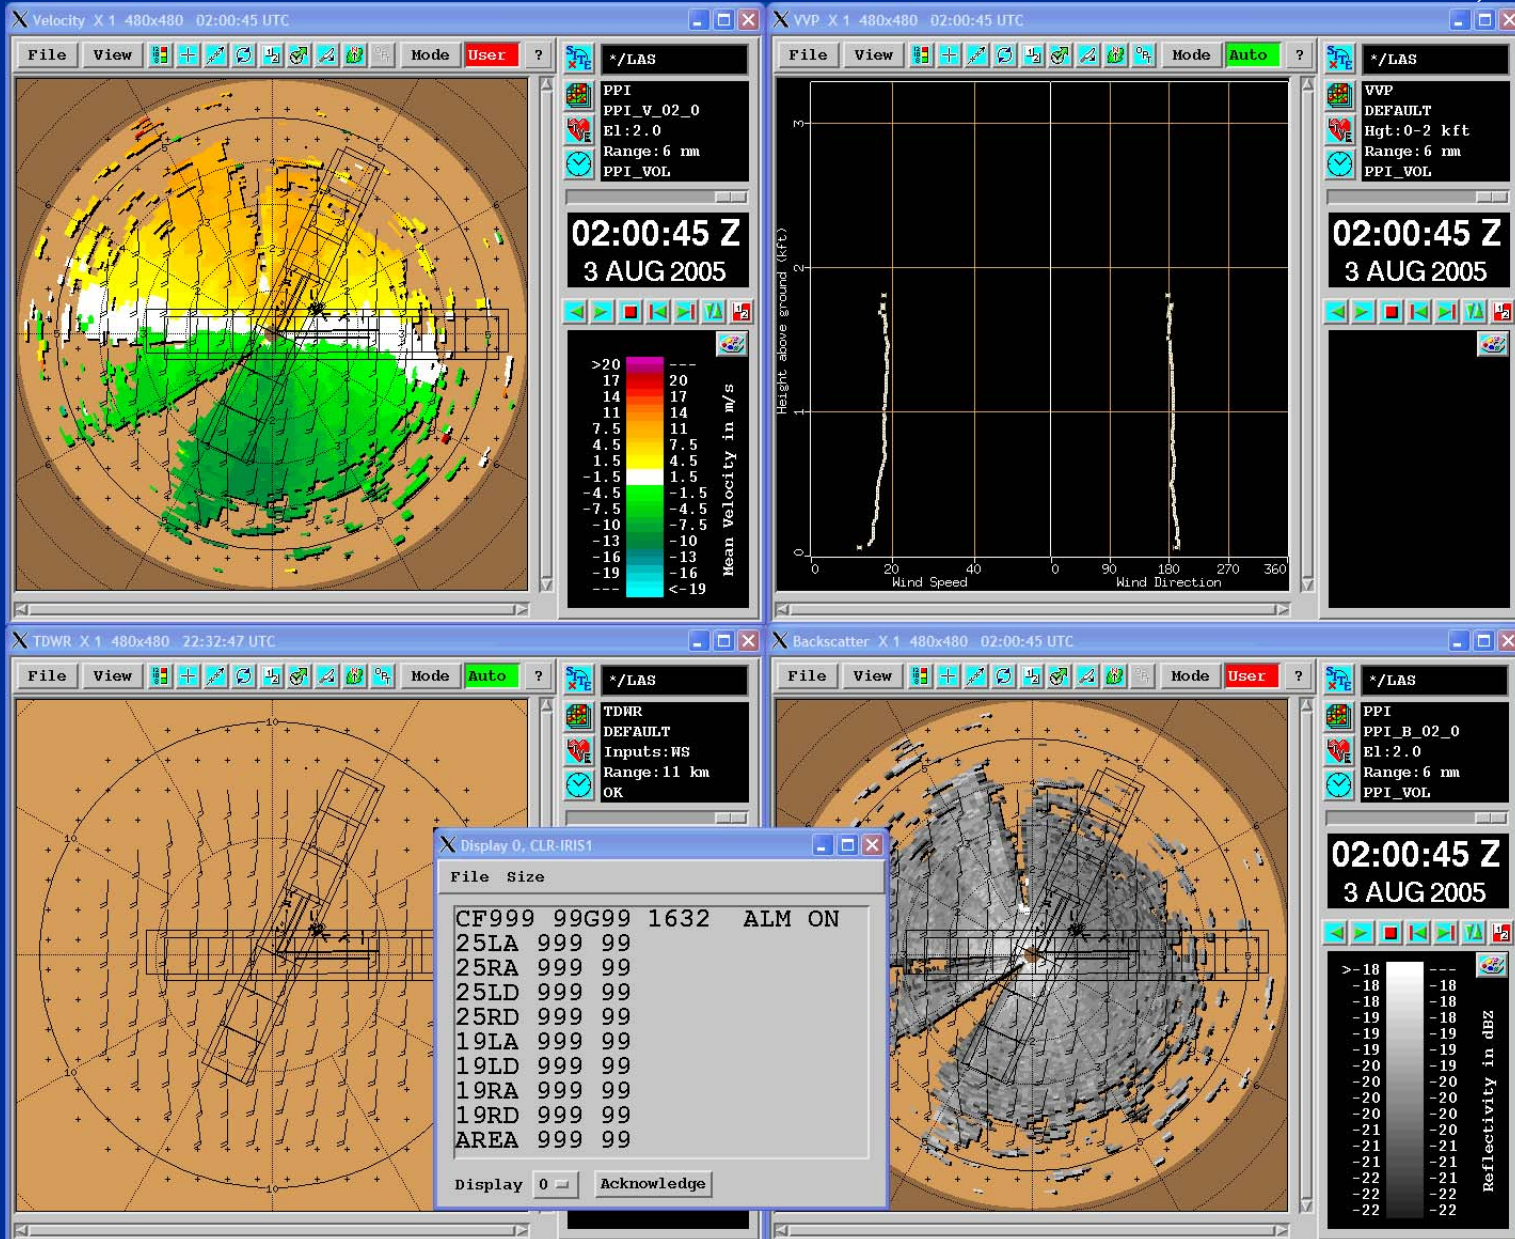 Velocity X 1 480x480 02:00:45 UTC
File View Mode User ?
*/LAS
PPI
PPI_V_02_0
El:2.0
Range:6 nm
PPI_VOL
02:00:45 Z
3 AUG 2005
>20 ---
17 20
14 17
11 14
7.5 11
4.5 7.5
1.5 4.5
-1.5 1.5
-4.5 -1.5
-7.5 -4.5
-10 -7.5
-13 -10
-16 -13
-19 -16
--- <-19
Mean Velocity in m/s
VVP X 1 480x480 02:00:45 UTC
File View Mode Auto ?
*/LAS
VVP
DEFAULT
Hgt:0-2 kft
Range:6 nm
PPI_VOL
02:00:45 Z
3 AUG 2005
Height above ground (kft)
3
2
1
0
0 20 40 0 90 180 270 360
Wind Speed Wind Direction
TDWR X 1 480x480 22:32:47 UTC
File View Mode Auto ?
*/LAS
TDWR
DEFAULT
Inputs:WS
Range:11 km
OK
10
10
10
10
Backscatter X 1 480x480 02:00:45 UTC
File View Mode User ?
*/LAS
PPI
PPI_B_02_0
El:2.0
Range:6 nm
PPI_VOL
02:00:45 Z
3 AUG 2005
>-18 ---
-18 -18
-18 -18
-19 -18
-19 -19
-19 -19
-20 -19
-20 -20
-20 -20
-20 -20
-21 -20
-21 -21
-21 -21
-22 -21
-22 -22
-22 -22
Reflectivity in dBZ
Display 0, CLR-IRIS1
File Size
CF999 99G99 1632 ALM ON
25LA 999 99
25RA 999 99
25LD 999 99
25RD 999 99
19LA 999 99
19LD 999 99
19RA 999 99
19RD 999 99
AREA 999 99
Display 0 Acknowledge